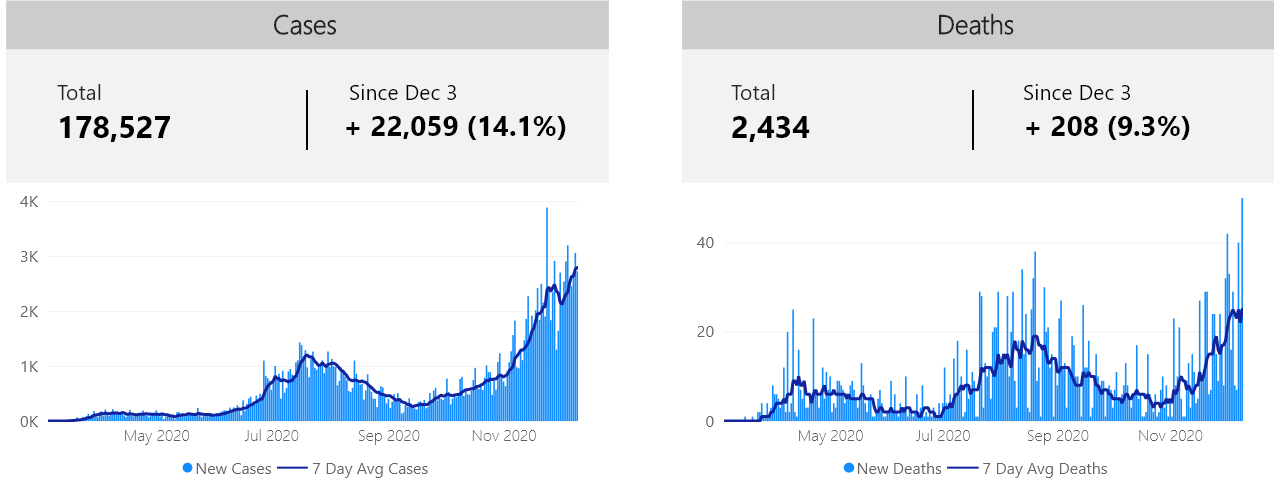 Cases
Total
Since Dec 3
178,527
+ 22,059 (14.1%)
4K
3K
2K
1K
0K
May 2020
Jul 2020
Sep 2020
Nov 2020
New Cases
7 Day Avg Cases
Deaths
Total
Since Dec 3
2,434
+ 208 (9.3%)
40
20
0
May 2020
Jul 2020
Sep 2020
Nov 2020
New Deaths
7 Day Avg Deaths